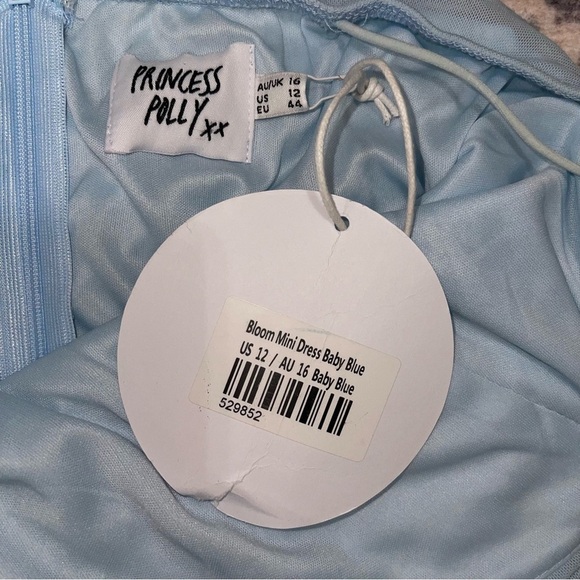 PRINCESS
POLLY xx
AU/UK 16
US 12
EU 44
Bloom Mini Dress Baby Blue
US 12 / AU 16 Baby Blue
529852